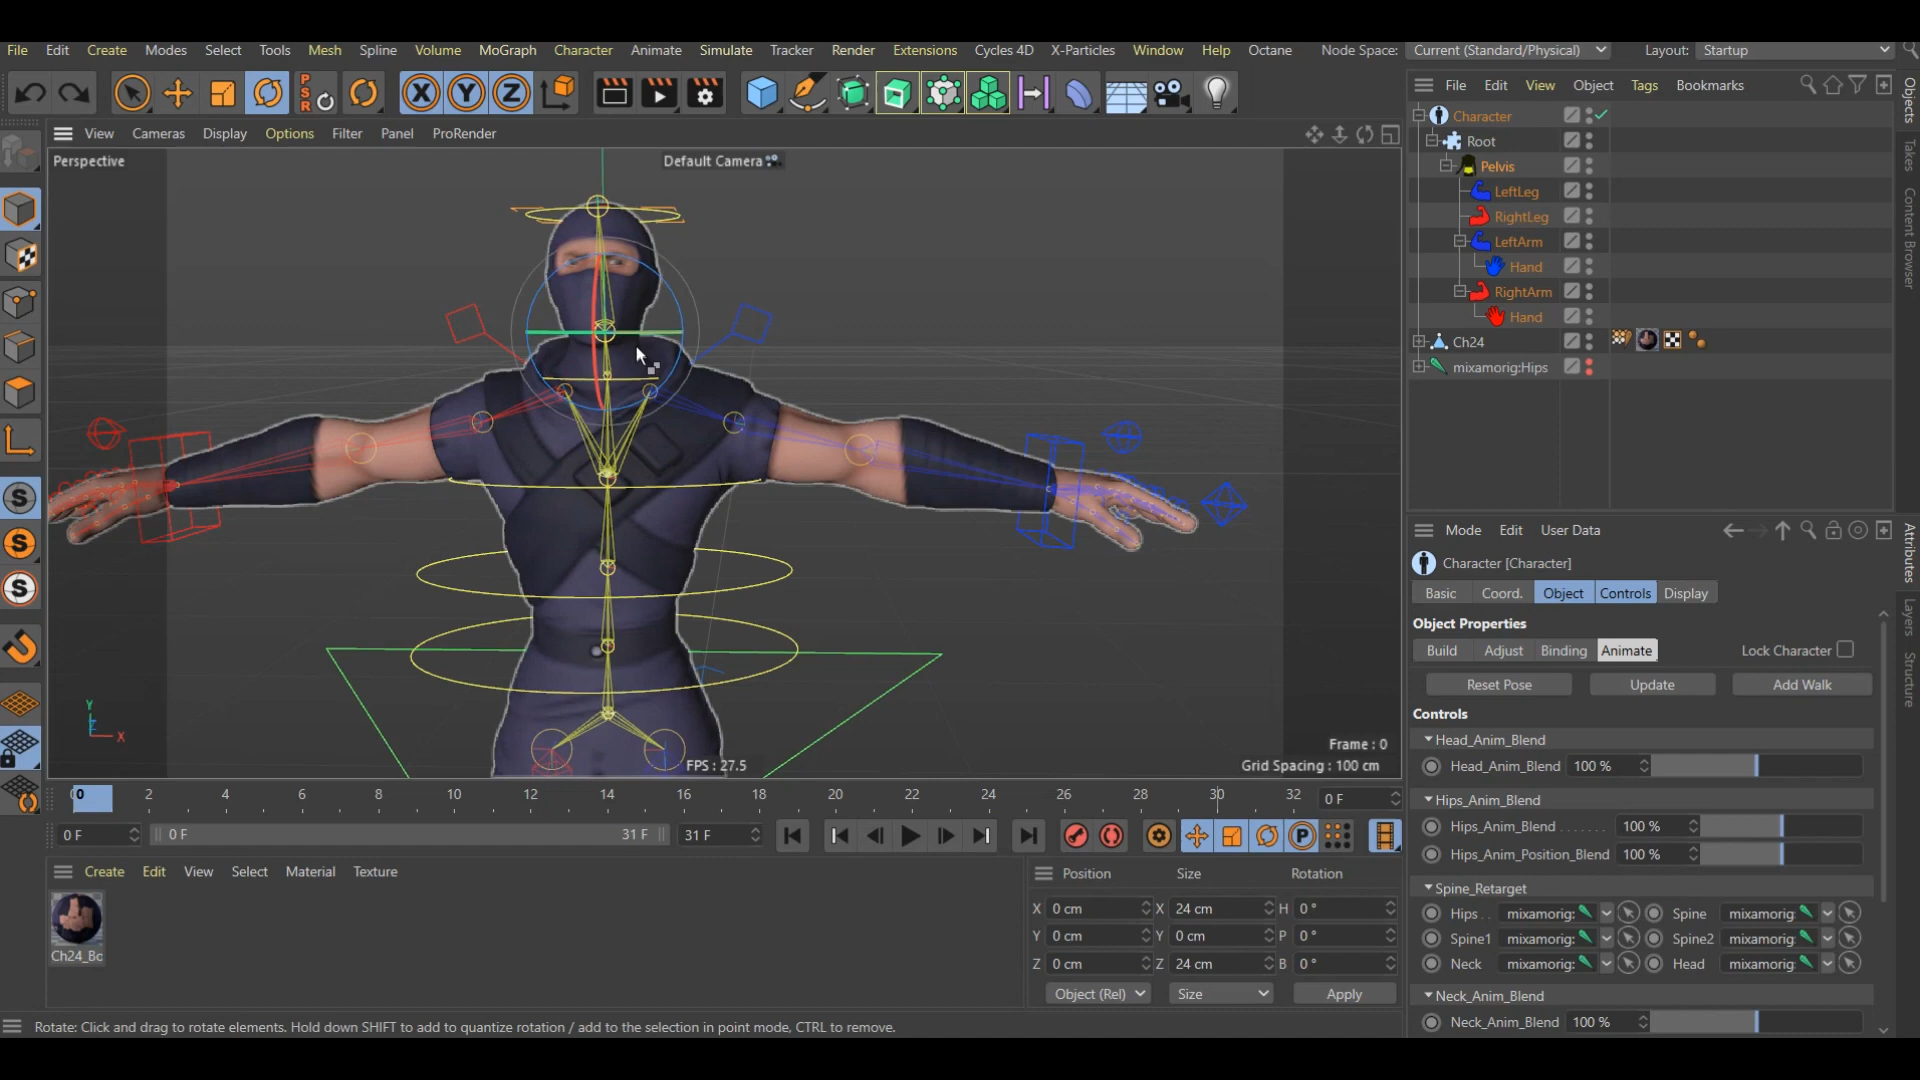 File Edit Create Modes Select Tools Mesh Spline Volume MoGraph Character Animate Simulate Tracker Render Extensions Cycles 4D X-Particles Window Help Octane Node Space: Current (Standard/Physical) Layout: Startup
P S R X Y Z
File Edit View Object Tags Bookmarks
View Cameras Display Options Filter Panel ProRender
Perspective Default Camera
Character
Root
Pelvis
LeftLeg
RightLeg
LeftArm
Hand
RightArm
Hand
Ch24
mixamorig:Hips
Objects
Takes
Content Browser
Attributes
Layers
Structure
S
S
S
Y
Z
X
FPS : 27.5
Frame : 0
Grid Spacing : 100 cm
Mode Edit User Data
Character [Character]
Basic Coord. Object Controls Display
Object Properties
Build Adjust Binding Animate Lock Character
Reset Pose Update Add Walk
Controls
Head_Anim_Blend
Head_Anim_Blend 100 %
Hips_Anim_Blend
Hips_Anim_Blend . . . . . . . 100 %
Hips_Anim_Position_Blend 100 %
Spine_Retarget
Hips . . mixamorig: Spine mixamorig
Spine1 mixamorig: Spine2 mixamorig
Neck mixamorig: Head mixamorig
Neck_Anim_Blend
Neck_Anim_Blend 100 %
0 2 4 6 8 10 12 14 16 18 20 22 24 26 28 30 32 0 F
0 F 0 F 31 F 31 F P
Create Edit View Select Material Texture
Ch24_Bo
Position Size Rotation
X 0 cm X 24 cm H 0 °
Y 0 cm Y 0 cm P 0 °
Z 0 cm Z 24 cm B 0 °
Object (Rel) Size Apply
Rotate: Click and drag to rotate elements. Hold down SHIFT to add to quantize rotation / add to the selection in point mode, CTRL to remove.